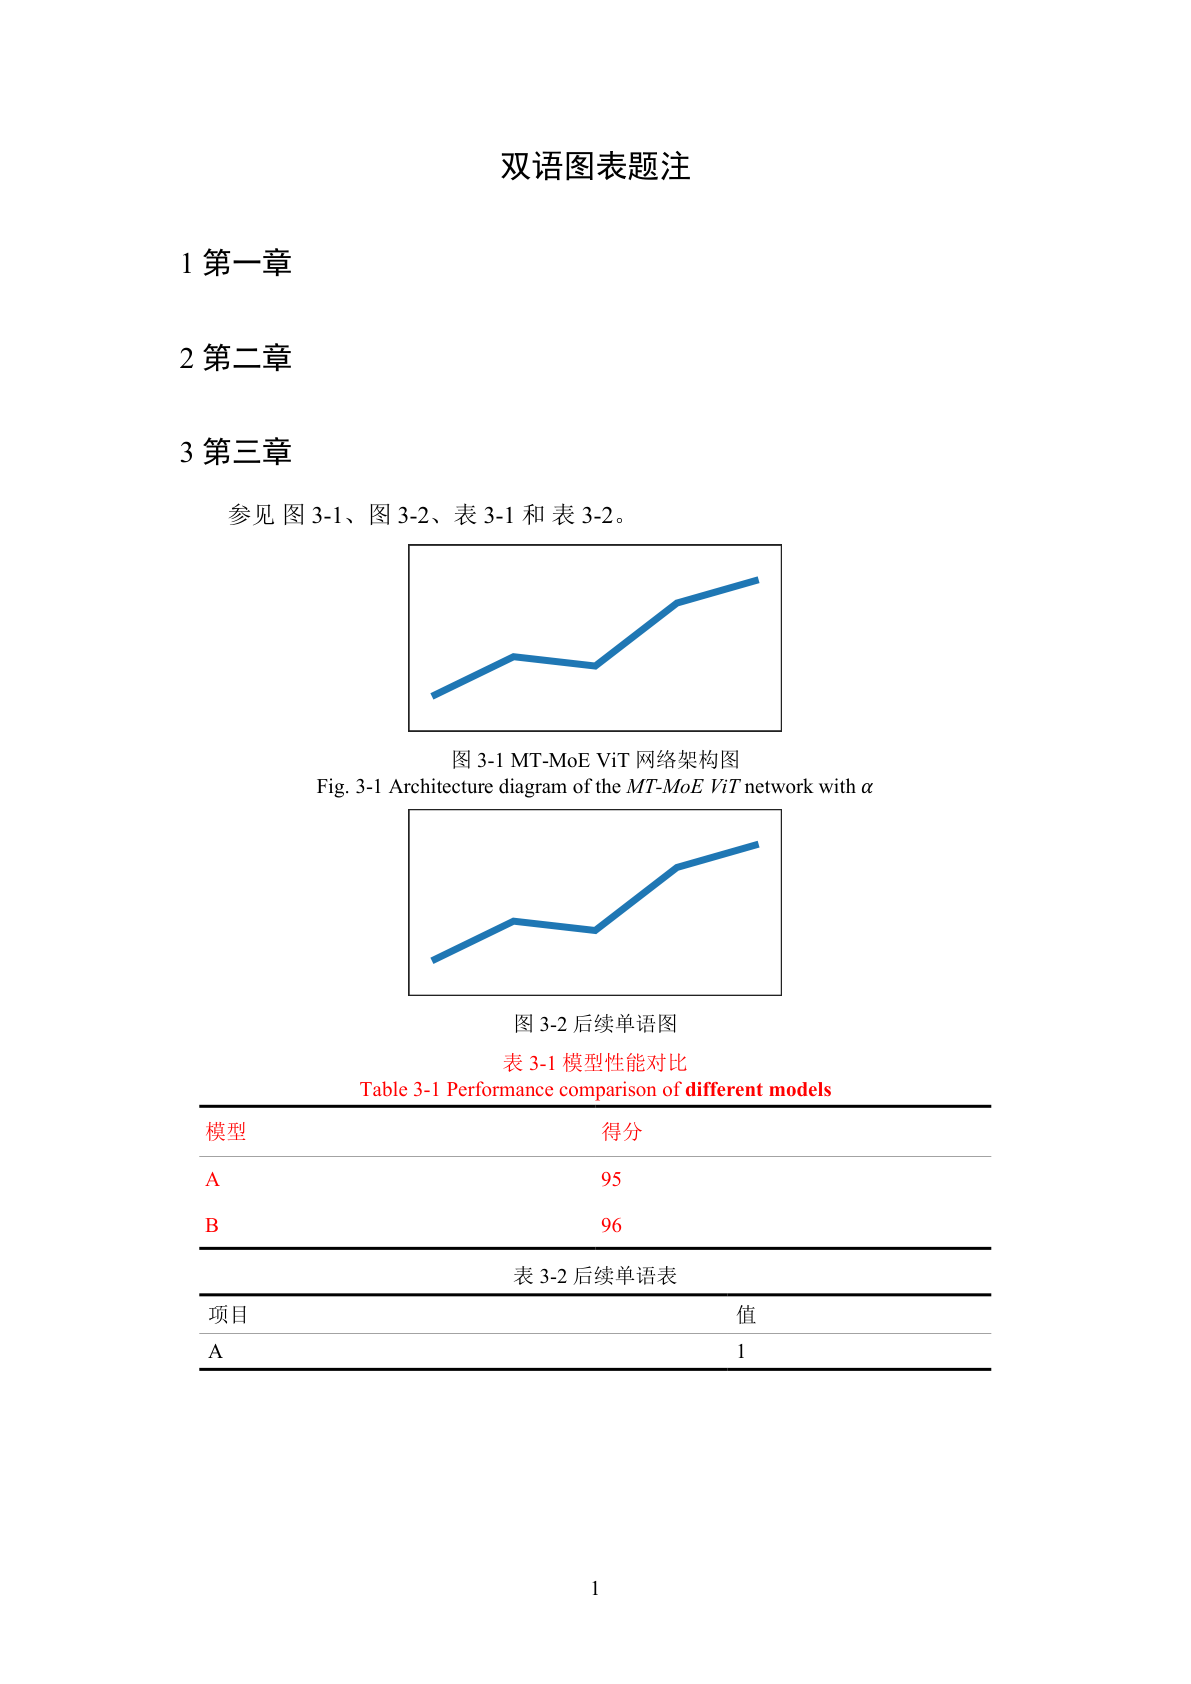 双语图表题注
1 第一章
2 第二章
3 第三章
参见 图 3-1、图 3-2、表 3-1 和 表 3-2。
图 3-1 MT-MoE ViT 网络架构图
Fig. 3-1 Architecture diagram of the MT-MoE ViT network with α
图 3-2 后续单语图
表 3-1 模型性能对比
Table 3-1 Performance comparison of different models
模型 得分
A 95
B 96
表 3-2 后续单语表
项目 值
A 1
1